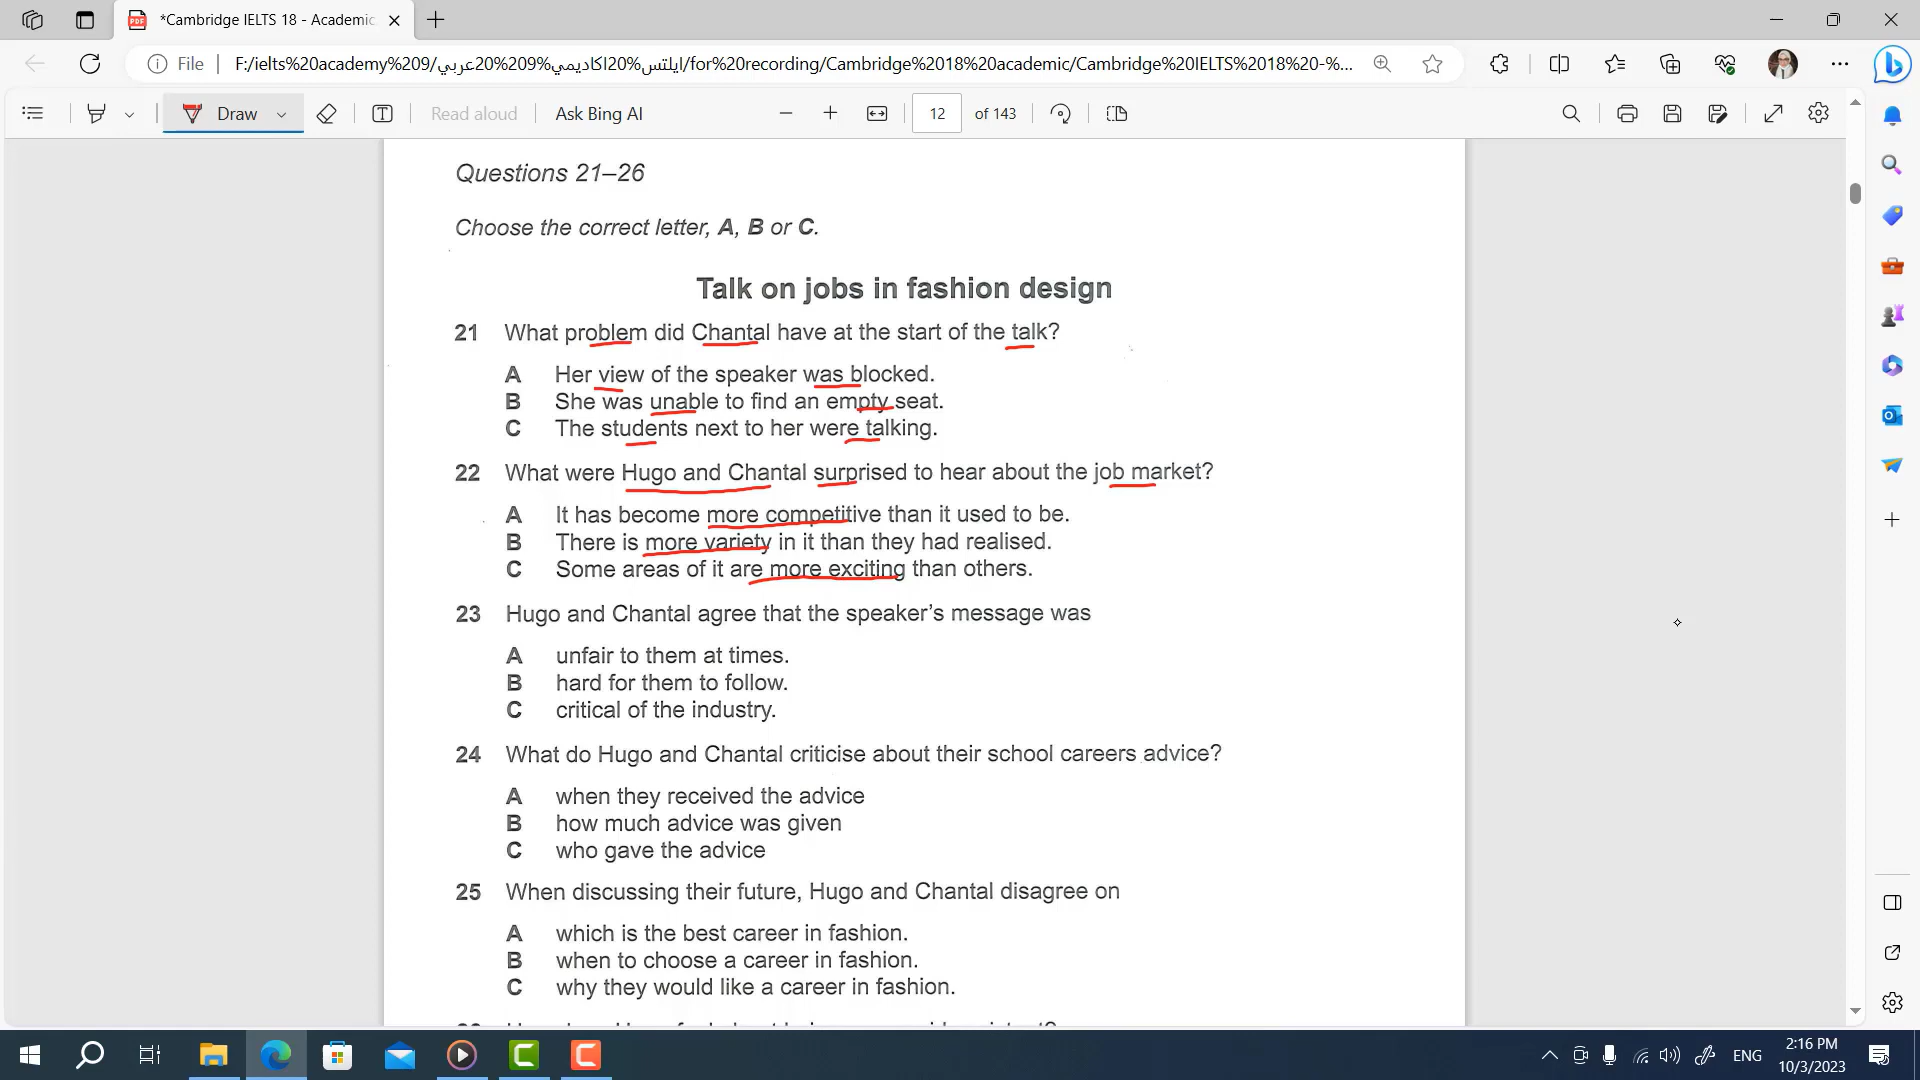 *Cambridge IELTS 18 - Academic
File
F:/ielts%20academy%209/ايلتس%20اكاديمي%209%20عربي/for%20recording/Cambridge%2018%20academic/Cambridge%20IELTS%2018%20-%...
Draw
Read aloud
Ask Bing AI
12
of 143
Questions 21–26
Choose the correct letter, A, B or C.
Talk on jobs in fashion design
21 What problem did Chantal have at the start of the talk?
A Her view of the speaker was blocked.
B She was unable to find an empty seat.
C The students next to her were talking.
22 What were Hugo and Chantal surprised to hear about the job market?
A It has become more competitive than it used to be.
B There is more variety in it than they had realised.
C Some areas of it are more exciting than others.
23 Hugo and Chantal agree that the speaker's message was
A unfair to them at times.
B hard for them to follow.
C critical of the industry.
24 What do Hugo and Chantal criticise about their school careers advice?
A when they received the advice
B how much advice was given
C who gave the advice
25 When discussing their future, Hugo and Chantal disagree on
A which is the best career in fashion.
B when to choose a career in fashion.
C why they would like a career in fashion.
ENG
2:16 PM
10/3/2023